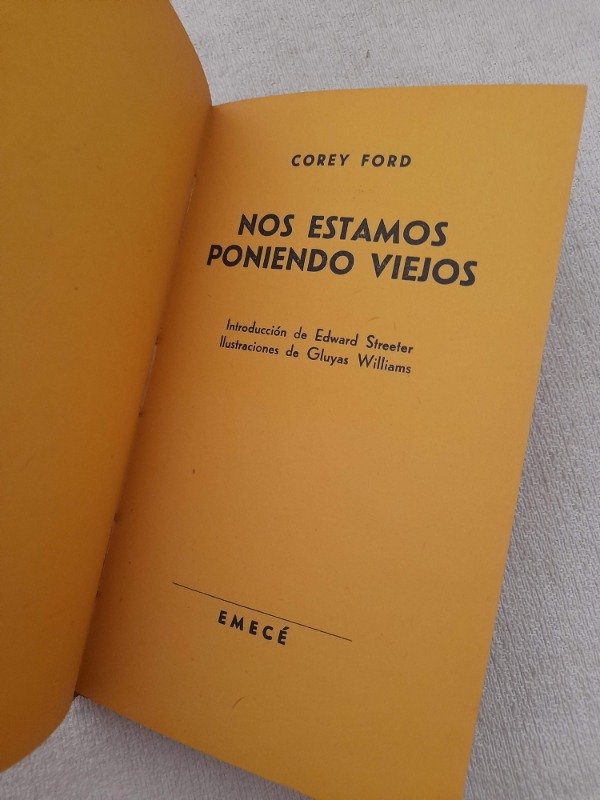 COREY FORD
NOS ESTAMOS
PONIENDO VIEJOS
Introducción de Edward Streeter
Ilustraciones de Gluyas Williams
EMECÉ